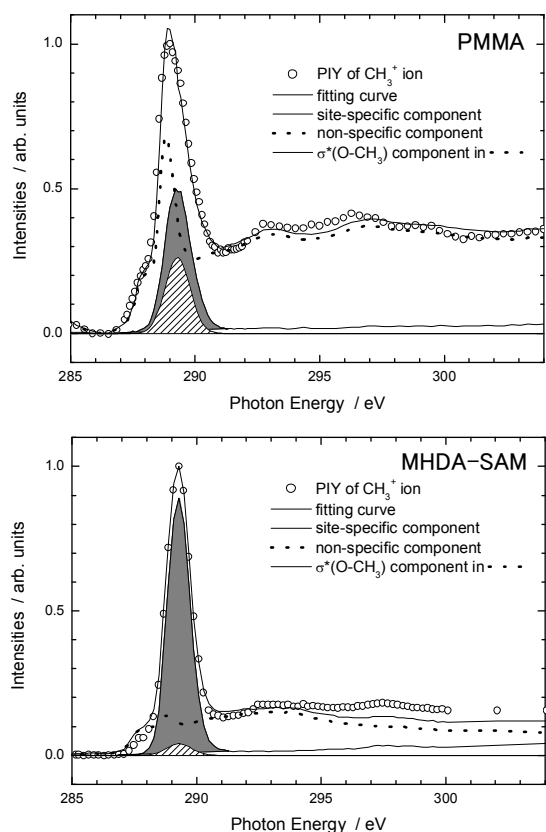 PMMA
PIY of CH₃⁺ ion
fitting curve
site-specific component
non-specific component
σ*(O-CH₃) component in
1.0
0.5
0.0
Intensities / arb. units
285 290 295 300
Photon Energy / eV
MHDA-SAM
PIY of CH₃⁺ ion
fitting curve
site-specific component
non-specific component
σ*(O-CH₃) component in
1.0
0.5
0.0
Intensities / arb. units
285 290 295 300
Photon Energy / eV